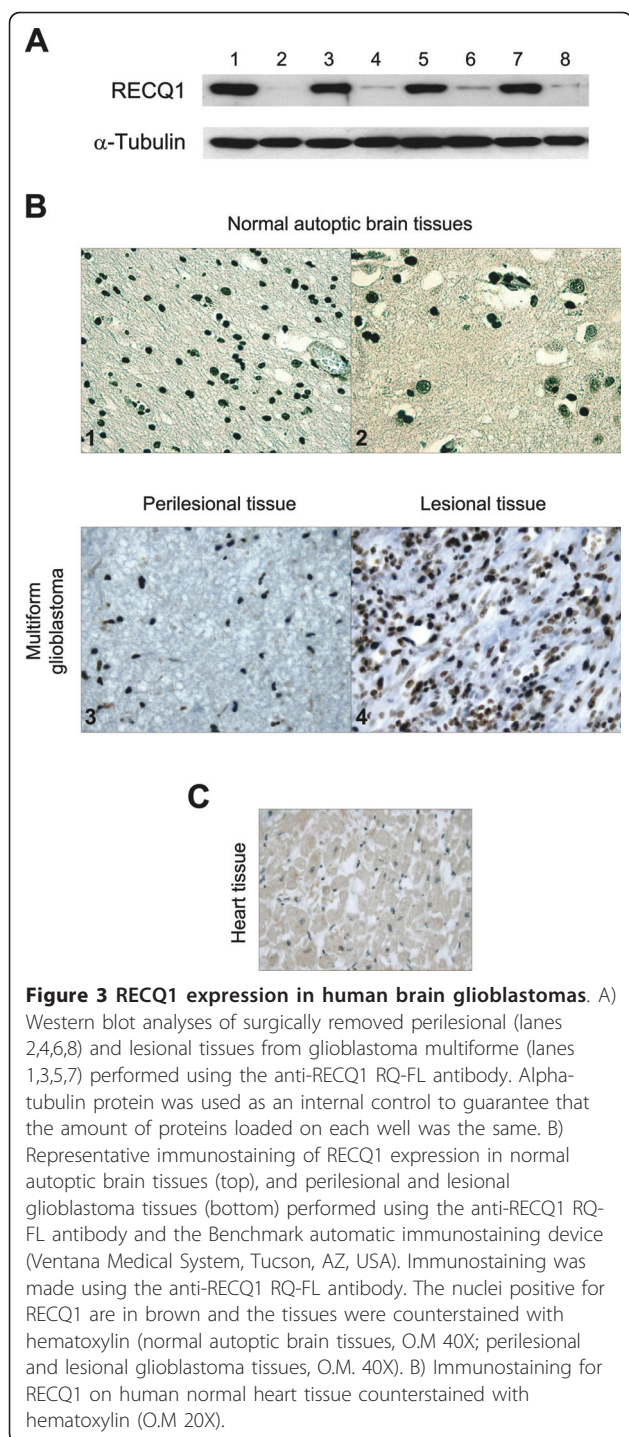 A
1 2 3 4 5 6 7 8
RECQ1
α-Tubulin
B
Normal autoptic brain tissues
1
2
Perilesional tissue
Lesional tissue
Multiform
glioblastoma
3
4
C
Heart tissue
Figure 3 RECQ1 expression in human brain glioblastomas. A)
Western blot analyses of surgically removed perilesional (lanes
2,4,6,8) and lesional tissues from glioblastoma multiforme (lanes
1,3,5,7) performed using the anti-RECQ1 RQ-FL antibody. Alpha-
tubulin protein was used as an internal control to guarantee that
the amount of proteins loaded on each well was the same. B)
Representative immunostaining of RECQ1 expression in normal
autoptic brain tissues (top), and perilesional and lesional
glioblastoma tissues (bottom) performed using the anti-RECQ1 RQ-
FL antibody and the Benchmark automatic immunostaining device
(Ventana Medical System, Tucson, AZ, USA). Immunostaining was
made using the anti-RECQ1 RQ-FL antibody. The nuclei positive for
RECQ1 are in brown and the tissues were counterstained with
hematoxylin (normal autoptic brain tissues, O.M 40X; perilesional
and lesional glioblastoma tissues, O.M. 40X). B) Immunostaining for
RECQ1 on human normal heart tissue counterstained with
hematoxylin (O.M 20X).